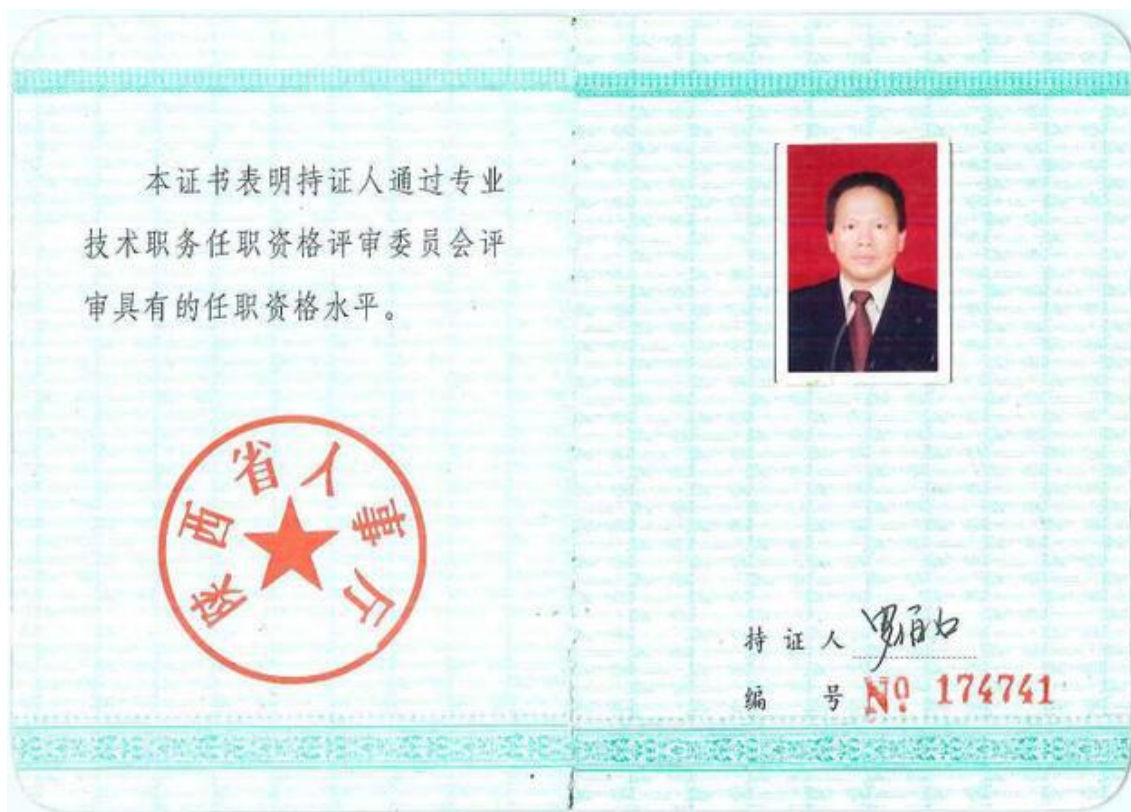 本证书表明持证人通过专业
技术职务任职资格评审委员会评
审具有的任职资格水平。
陕西省人事厅
持证人
编号 Nº 174741